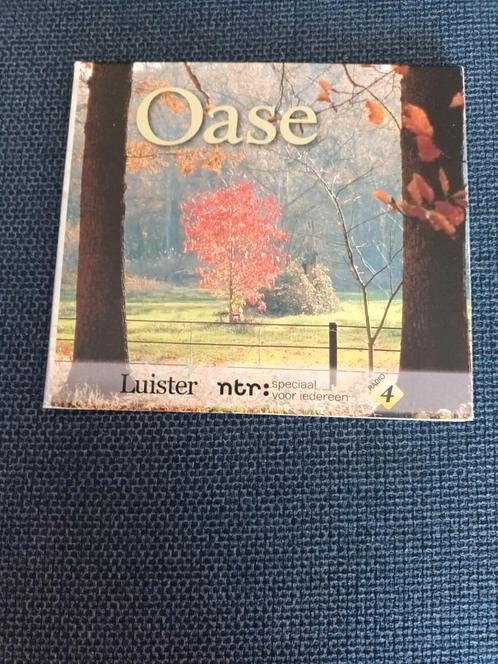 Oase
Luister
ntr: speciaal
voor iedereen
RADIO
4